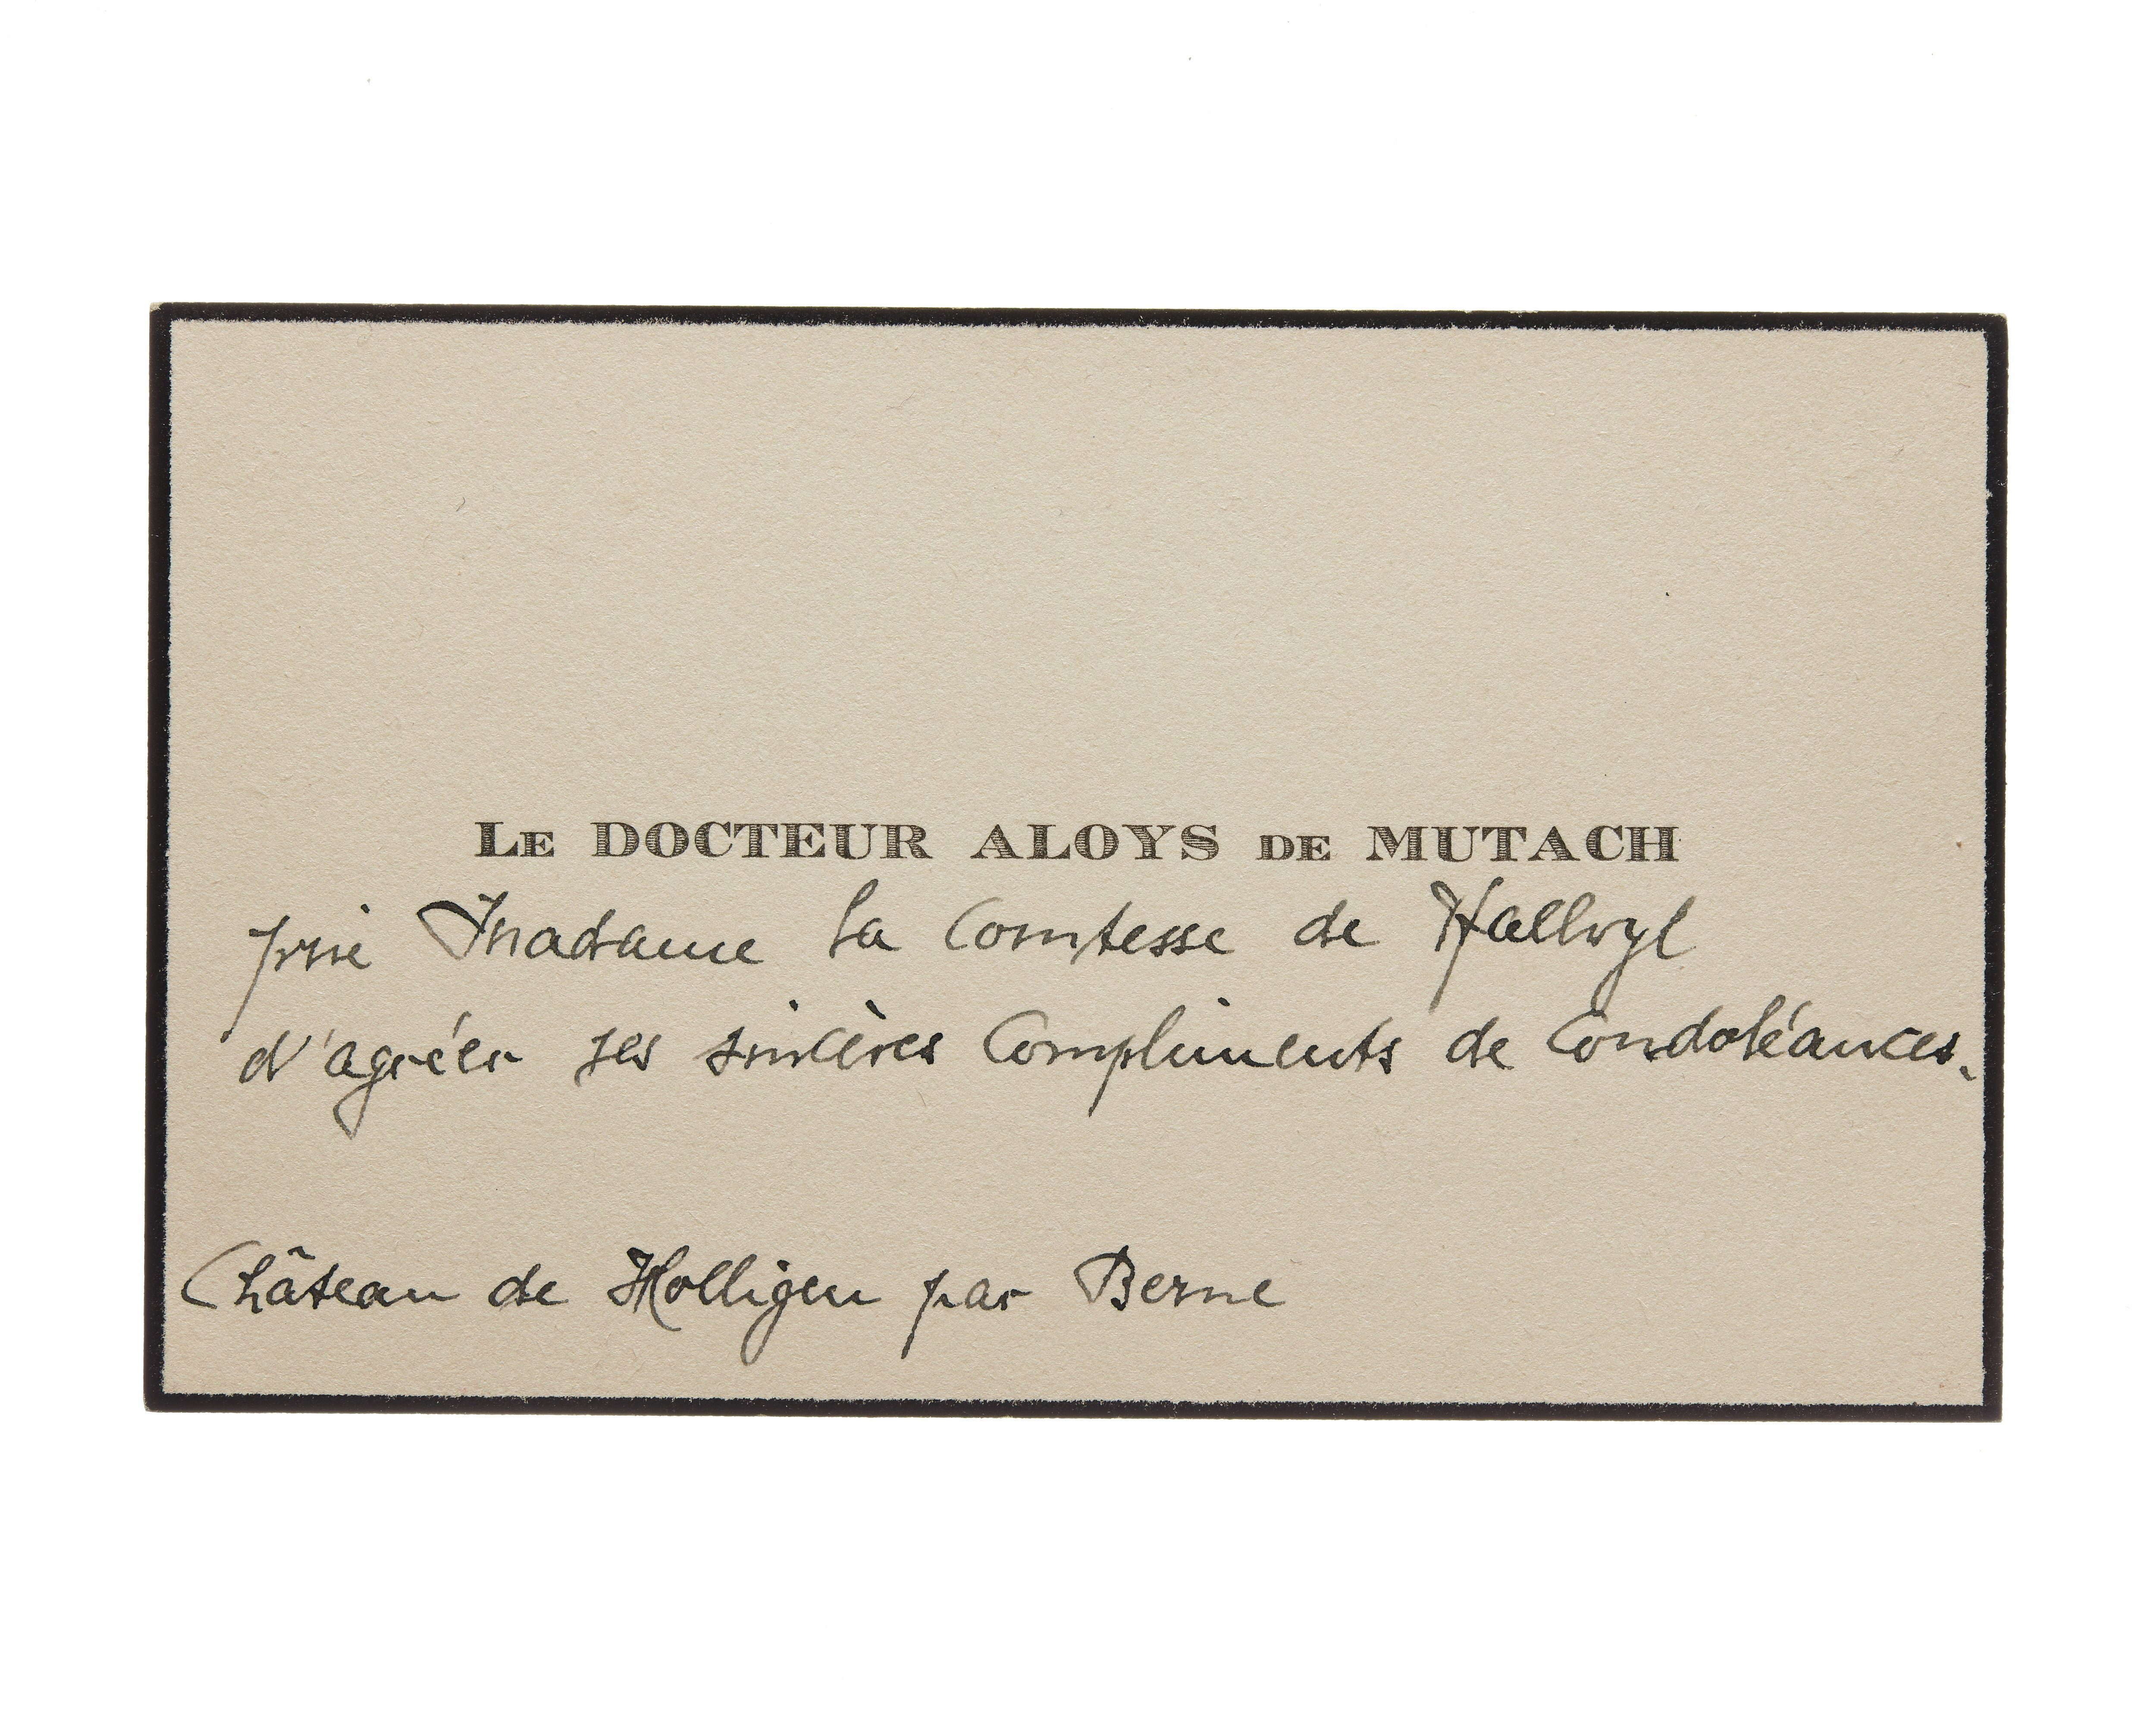 LE DOCTEUR ALOYS DE MUTACH
prie Madame la Comtesse de Hallwyl
d'agréer ses sincères Compliments de Condoléances.
Château de Holligen par Berne